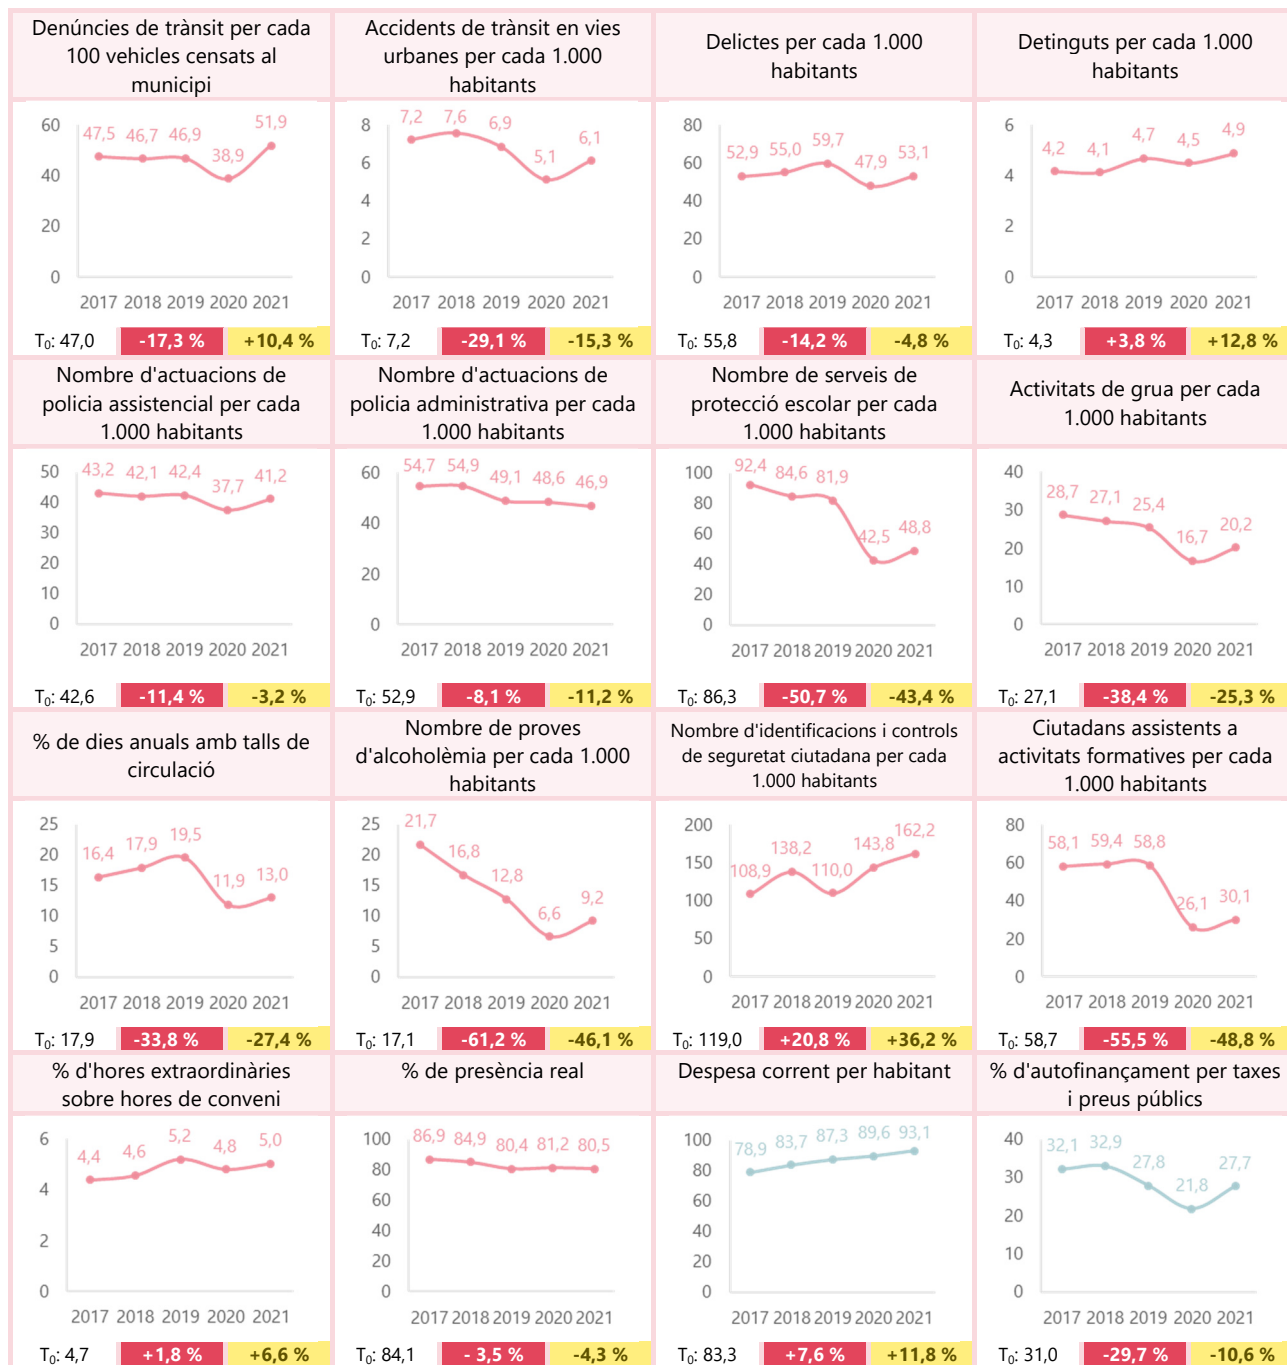 Denúncies de trànsit per cada
100 vehicles censats al
municipi
60
40
20
0
47,5 46,7 46,9 38,9 51,9
2017 2018 2019 2020 2021
T₀: 47,0 -17,3 % +10,4 %
Accidents de trànsit en vies
urbanes per cada 1.000
habitants
8
6
4
2
0
7,2 7,6 6,9 5,1 6,1
2017 2018 2019 2020 2021
T₀: 7,2 -29,1 % -15,3 %
Delictes per cada 1.000
habitants
80
60
40
20
0
52,9 55,0 59,7 47,9 53,1
2017 2018 2019 2020 2021
T₀: 55,8 -14,2 % -4,8 %
Detinguts per cada 1.000
habitants
6
4
2
0
4,2 4,1 4,7 4,5 4,9
2017 2018 2019 2020 2021
T₀: 4,3 +3,8 % +12,8 %
Nombre d'actuacions de
policia assistencial per cada
1.000 habitants
50
40
30
20
10
0
43,2 42,1 42,4 37,7 41,2
2017 2018 2019 2020 2021
T₀: 42,6 -11,4 % -3,2 %
Nombre d'actuacions de
policia administrativa per cada
1.000 habitants
60
40
20
0
54,7 54,9 49,1 48,6 46,9
2017 2018 2019 2020 2021
T₀: 52,9 -8,1 % -11,2 %
Nombre de serveis de
protecció escolar per cada
1.000 habitants
100
80
60
40
20
0
92,4 84,6 81,9 42,5 48,8
2017 2018 2019 2020 2021
T₀: 86,3 -50,7 % -43,4 %
Activitats de grua per cada
1.000 habitants
40
30
20
10
0
28,7 27,1 25,4 16,7 20,2
2017 2018 2019 2020 2021
T₀: 27,1 -38,4 % -25,3 %
% de dies anuals amb talls de
circulació
25
20
15
10
5
0
16,4 17,9 19,5 11,9 13,0
2017 2018 2019 2020 2021
T₀: 17,9 -33,8 % -27,4 %
Nombre de proves
d'alcoholèmia per cada 1.000
habitants
25
20
15
10
5
0
21,7 16,8 12,8 6,6 9,2
2017 2018 2019 2020 2021
T₀: 17,1 -61,2 % -46,1 %
Nombre d'identificacions i controls
de seguretat ciutadana per cada
1.000 habitants
200
150
100
50
0
108,9 138,2 110,0 143,8 162,2
2017 2018 2019 2020 2021
T₀: 119,0 +20,8 % +36,2 %
Ciutadans assistents a
activitats formatives per cada
1.000 habitants
80
60
40
20
0
58,1 59,4 58,8 26,1 30,1
2017 2018 2019 2020 2021
T₀: 58,7 -55,5 % -48,8 %
% d'hores extraordinàries
sobre hores de conveni
6
4
2
0
4,4 4,6 5,2 4,8 5,0
2017 2018 2019 2020 2021
T₀: 4,7 +1,8 % +6,6 %
% de presència real
100
80
60
40
20
0
86,9 84,9 80,4 81,2 80,5
2017 2018 2019 2020 2021
T₀: 84,1 - 3,5 % -4,3 %
Despesa corrent per habitant
100
80
60
40
20
0
78,9 83,7 87,3 89,6 93,1
2017 2018 2019 2020 2021
T₀: 83,3 +7,6 % +11,8 %
% d'autofinançament per taxes
i preus públics
40
30
20
10
0
32,1 32,9 27,8 21,8 27,7
2017 2018 2019 2020 2021
T₀: 31,0 -29,7 % -10,6 %